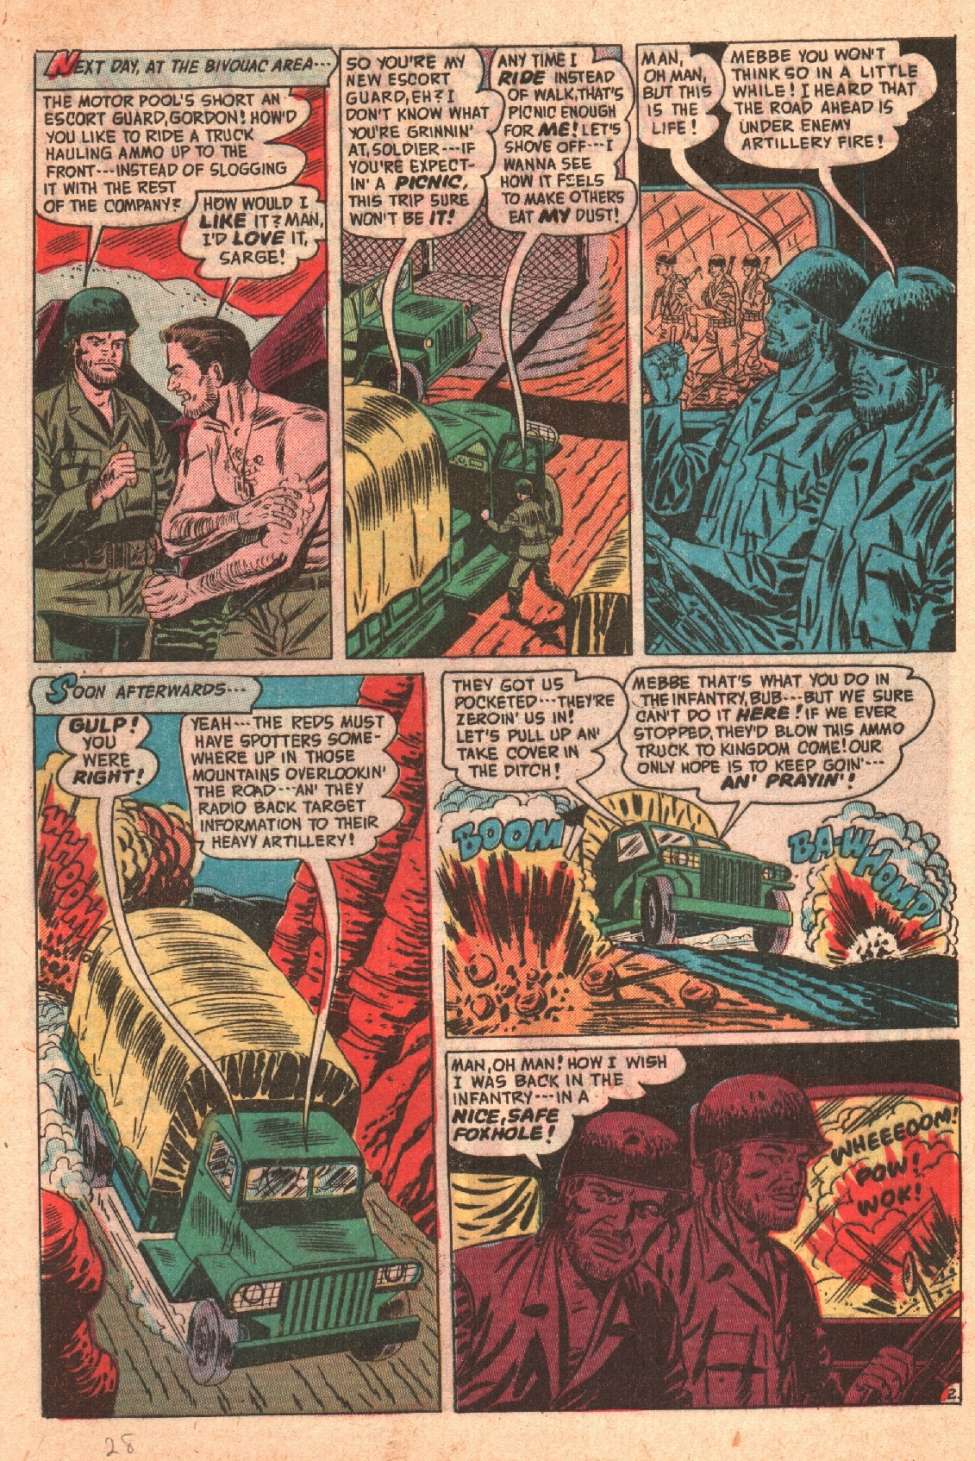 NEXT DAY, AT THE BIVOUAC AREA---
THE MOTOR POOL'S SHORT AN
ESCORT GUARD, GORDON! HOW'D
YOU LIKE TO RIDE A TRUCK
HAULING AMMO UP TO THE
FRONT---INSTEAD OF SLOGGING
IT WITH THE REST
OF THE COMPANY?
HOW WOULD I
LIKE IT? MAN,
I'D LOVE IT,
SARGE!
SO YOU'RE MY
NEW ESCORT
GUARD, EH? I
DON'T KNOW WHAT
YOU'RE GRINNIN'
AT, SOLDIER---IF
YOU'RE EXPECT-
IN' A PICNIC,
THIS TRIP SURE
WON'T BE IT!
ANY TIME I
RIDE INSTEAD
OF WALK, THAT'S
PICNIC ENOUGH
FOR ME! LET'S
SHOVE OFF---I
WANNA SEE
HOW IT FEELS
TO MAKE OTHERS
EAT MY DUST!
MAN,
OH MAN,
BUT THIS
IS THE
LIFE!
MEBBE YOU WON'T
THINK SO IN A LITTLE
WHILE! I HEARD THAT
THE ROAD AHEAD IS
UNDER ENEMY
ARTILLERY FIRE!
SOON AFTERWARDS---
GULP!
YOU
WERE
RIGHT!
YEAH---THE REDS MUST
HAVE SPOTTERS SOME-
WHERE UP IN THOSE
MOUNTAINS OVERLOOKIN'
THE ROAD---AN' THEY
RADIO BACK TARGET
INFORMATION TO THEIR
HEAVY ARTILLERY!
WHHOOM
THEY GOT US
POCKETED---THEY'RE
ZEROIN' US IN!
LET'S PULL UP AN'
TAKE COVER IN
THE DITCH!
MEBBE THAT'S WHAT YOU DO IN
THE INFANTRY, BUB---BUT WE SURE
CAN'T DO IT HERE! IF WE EVER
STOPPED, THEY'D BLOW THIS AMMO
TRUCK TO KINGDOM COME! OUR
ONLY HOPE IS TO KEEP GOIN'---
AN' PRAYIN'!
BOOM
BA-WHOMP!
MAN, OH MAN! HOW I WISH
I WAS BACK IN THE
INFANTRY---IN A
NICE, SAFE
FOXHOLE!
WHEEEOOM!
POW!
WOK!
2
28